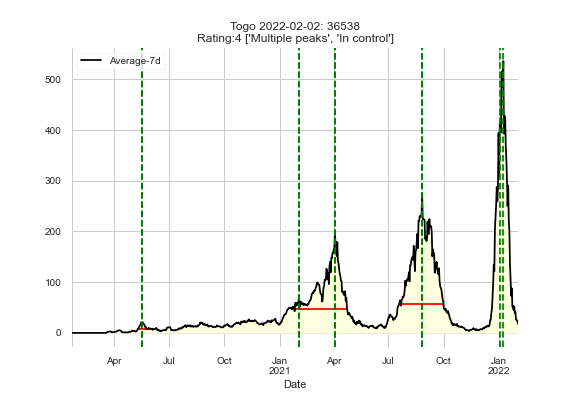 Togo 2022-02-02: 36538
Rating:4 ['Multiple peaks', 'In control']
Average-7d
500
400
300
200
100
0
Apr Jul Oct Jan Apr Jul Oct Jan
2021 2022
Date